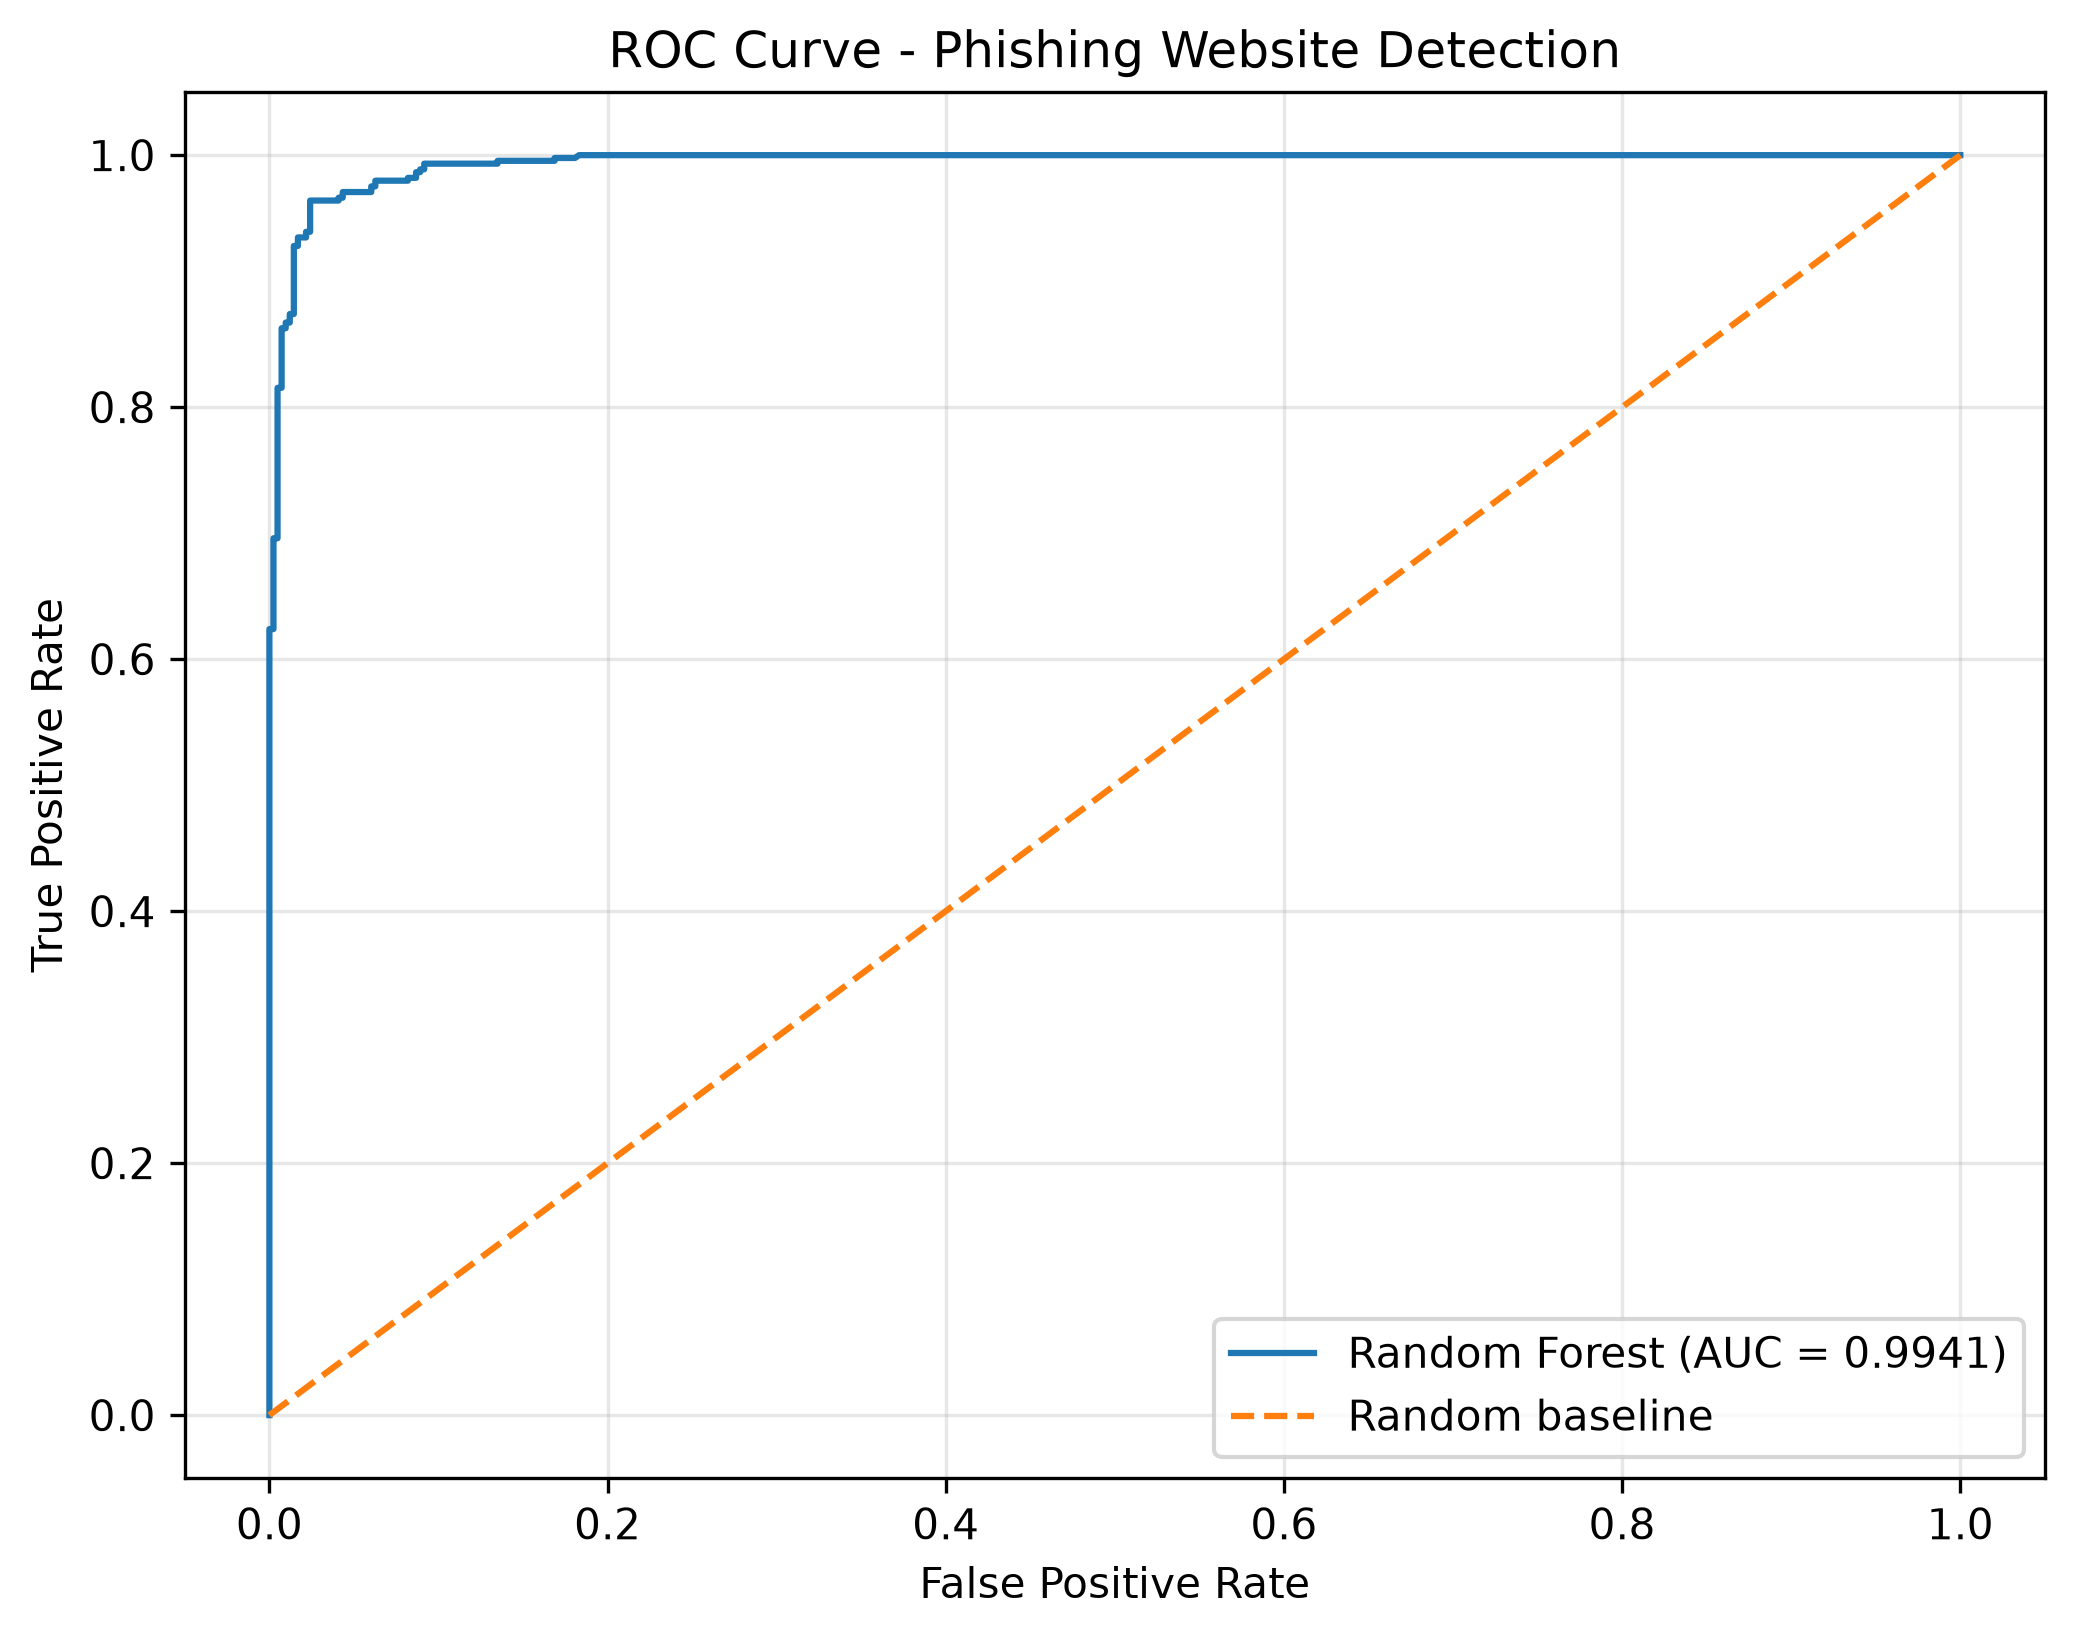 ROC Curve - Phishing Website Detection
True Positive Rate
1.0
0.8
0.6
0.4
0.2
0.0
Random Forest (AUC = 0.9941)
Random baseline
0.0 0.2 0.4 0.6 0.8 1.0
False Positive Rate